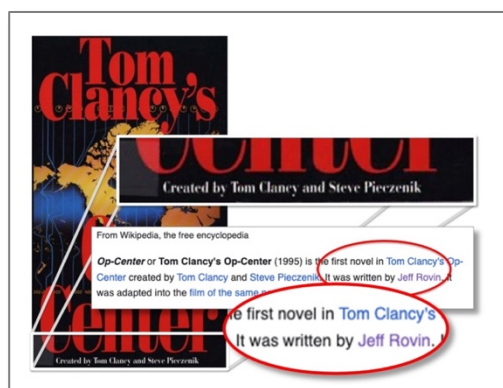 Tom
Clancy's
Center
Created by Tom Clancy and Steve Pieczenik
From Wikipedia, the free encyclopedia
Op-Center or Tom Clancy's Op-Center (1995) is the first novel in Tom Clancy's Op-
Center created by Tom Clancy and Steve Pieczenik. It was written by Jeff Rovin. It
was adapted into the film of the same
e first novel in Tom Clancy's
It was written by Jeff Rovin.
Center
Created by Tom Clancy and Steve Pieczenik